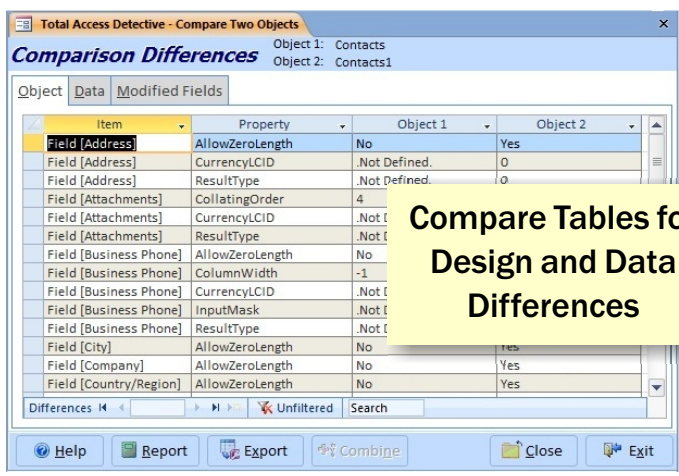 Total Access Detective - Compare Two Objects
Comparison Differences Object 1: Contacts
Object 2: Contacts1
Object Data Modified Fields
Item Property Object 1 Object 2
Field [Address] AllowZeroLength No Yes
Field [Address] CurrencyLCID .Not Defined. 0
Field [Address] ResultType .Not Defined. 0
Field [Attachments] CollatingOrder 4
Field [Attachments] CurrencyLCID .Not D
Field [Attachments] ResultType .Not D
Field [Business Phone] AllowZeroLength No
Field [Business Phone] ColumnWidth -1
Field [Business Phone] CurrencyLCID .Not D
Field [Business Phone] InputMask .Not D
Field [Business Phone] ResultType .Not D
Field [City] AllowZeroLength No Yes
Field [Company] AllowZeroLength No Yes
Field [Country/Region] AllowZeroLength No Yes
Compare Tables fo
Design and Data
Differences
Differences Unfiltered Search
Help Report Export Combine Close Exit